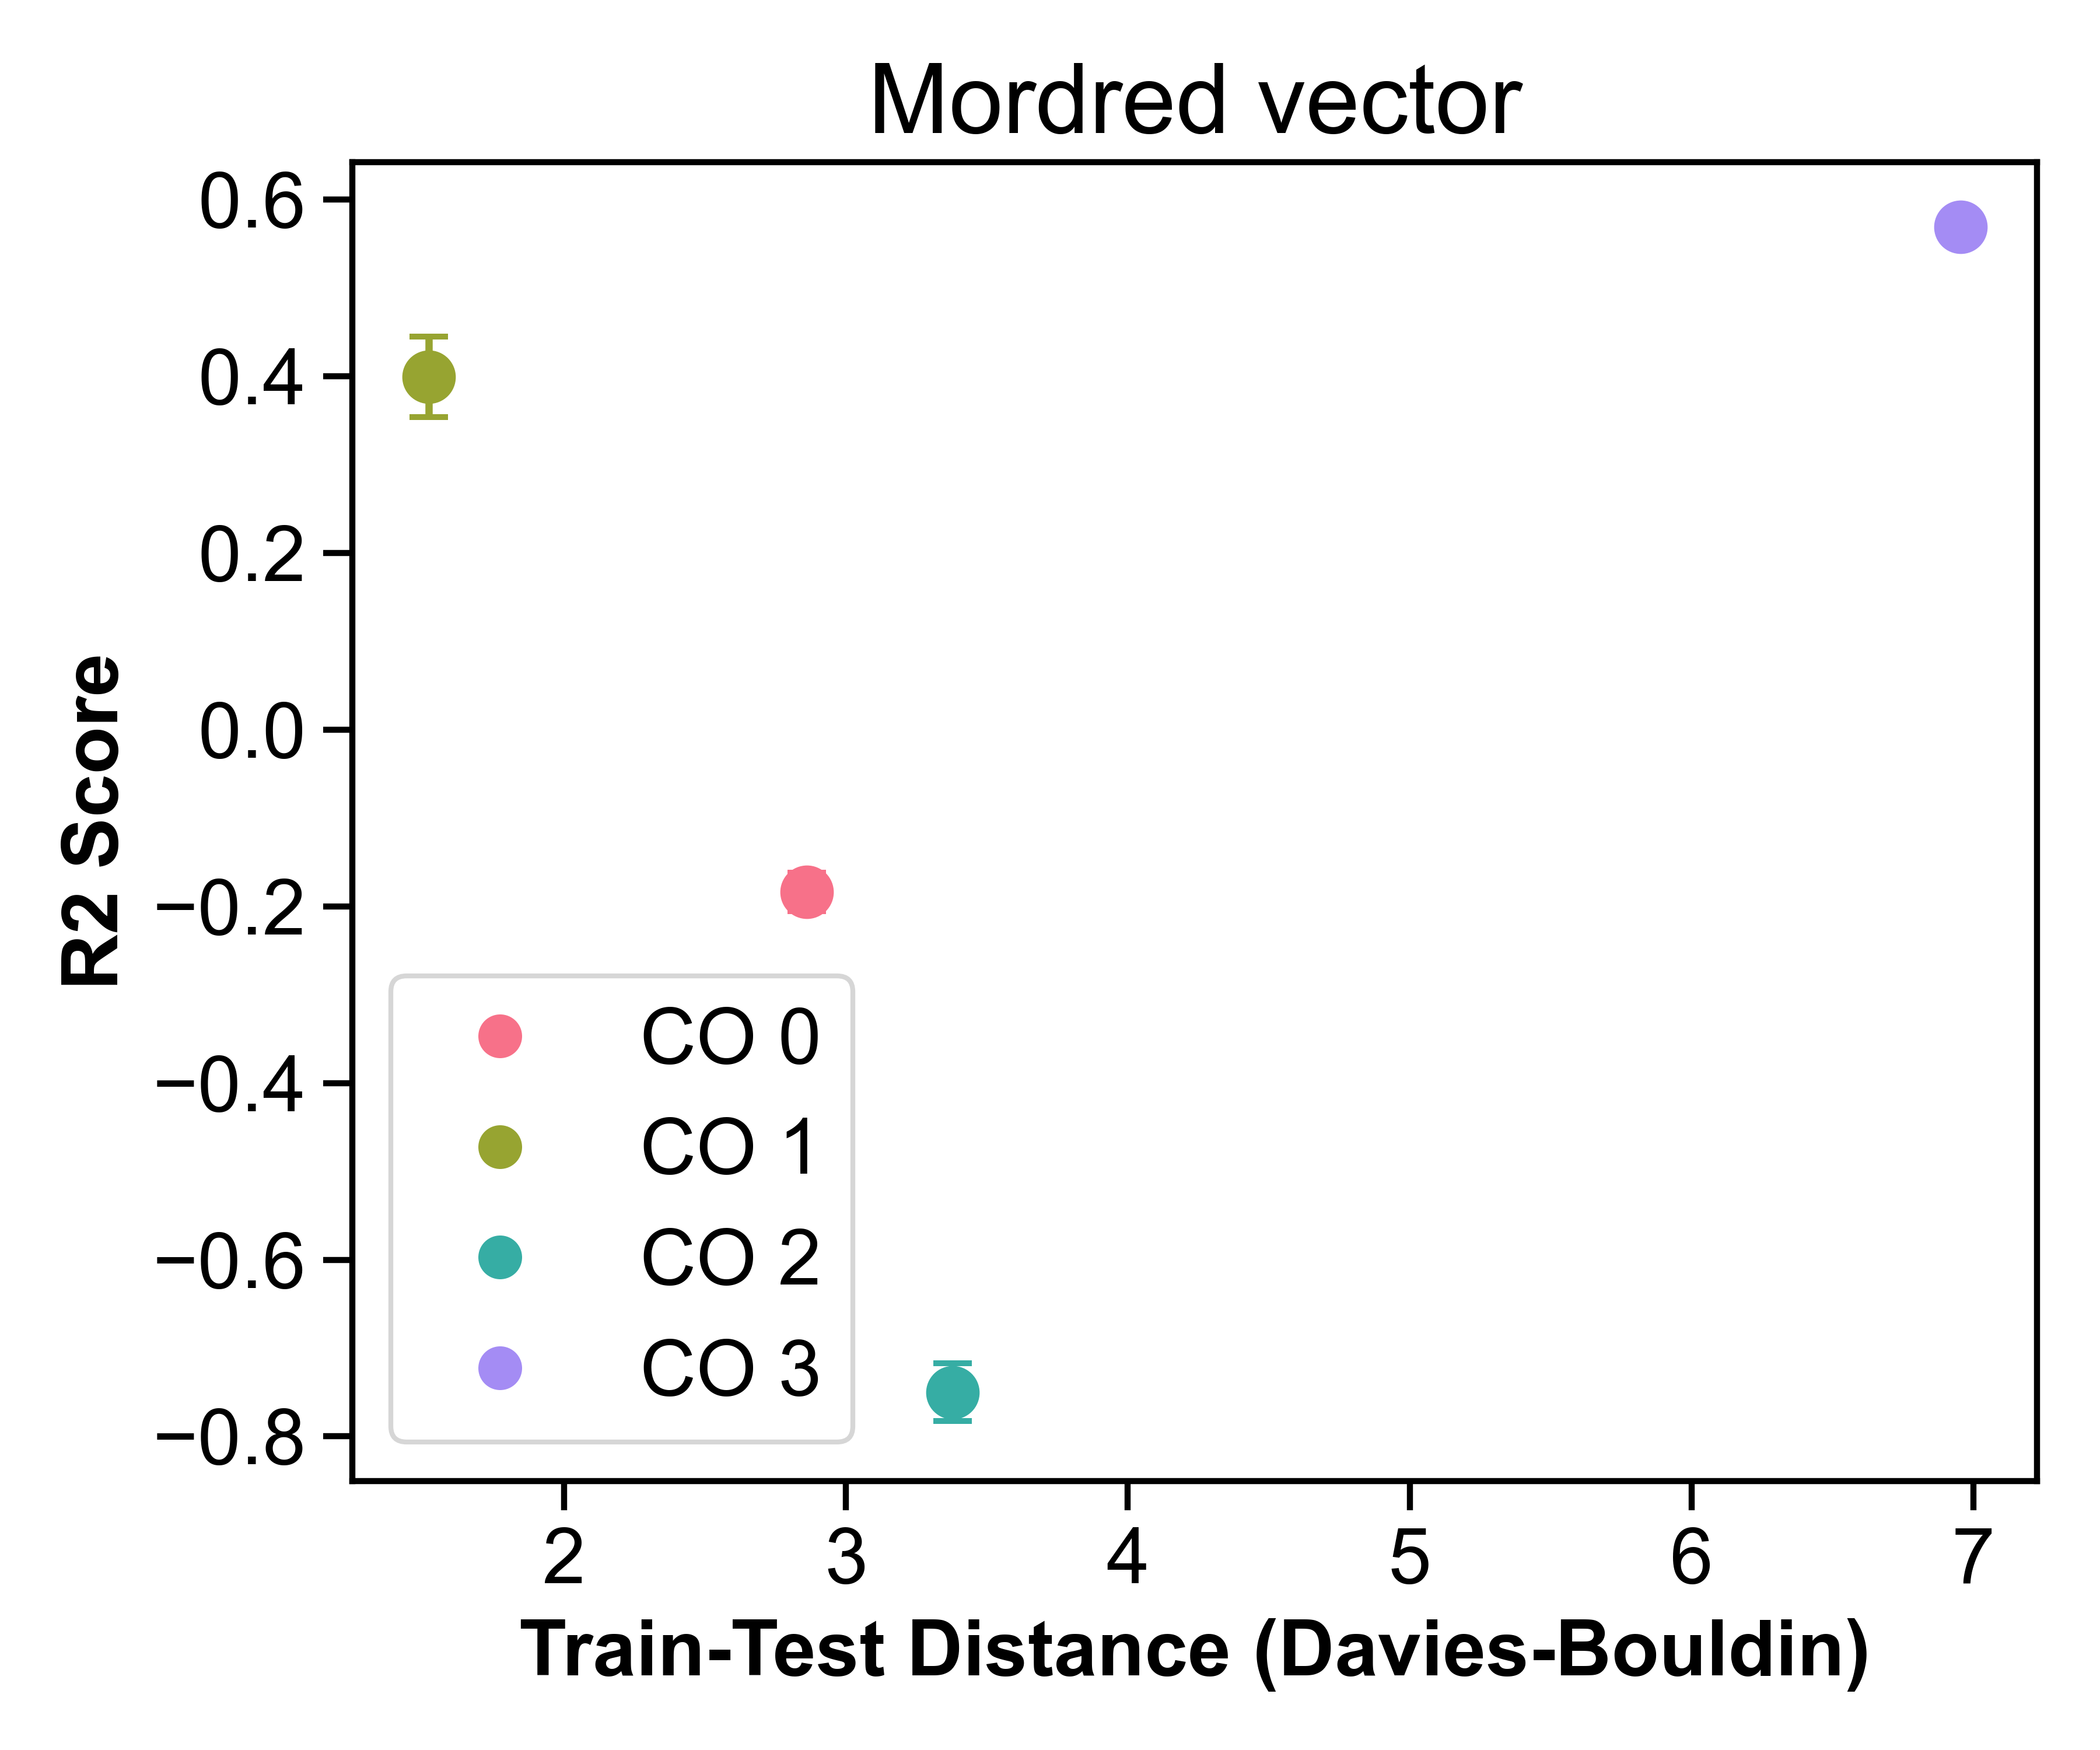 Mordred vector
R2 Score
0.6
0.4
0.2
0.0
−0.2
−0.4
−0.6
−0.8
CO 0
CO 1
CO 2
CO 3
2 3 4 5 6 7
Train-Test Distance (Davies-Bouldin)